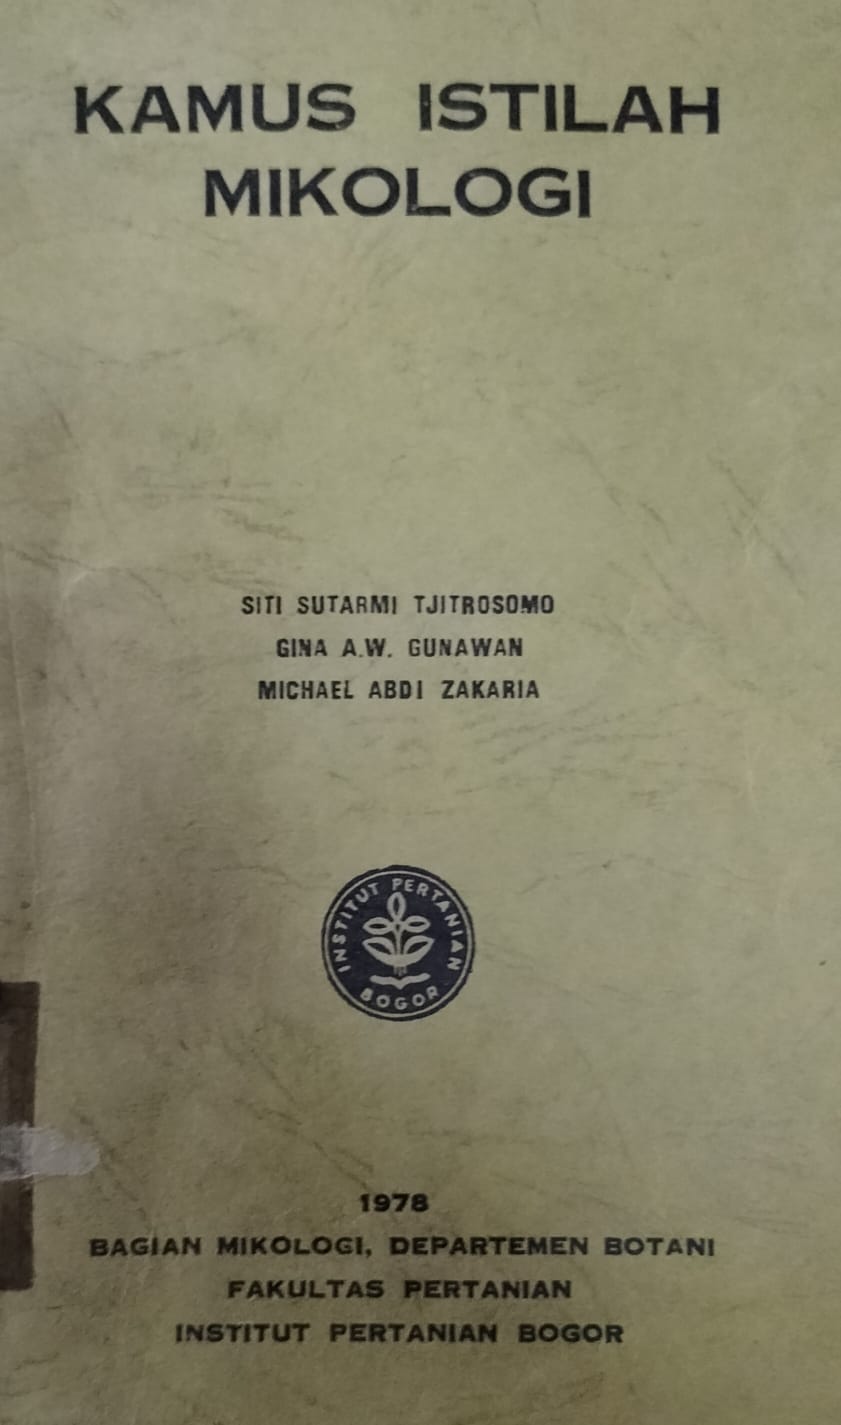 KAMUS ISTILAH
MIKOLOGI
SITI SUTARMI TJITROSOMO
GINA A.W. GUNAWAN
MICHAEL ABDI ZAKARIA
INSTITUT PERTANIAN
BOGOR
1978
BAGIAN MIKOLOGI, DEPARTEMEN BOTANI
FAKULTAS PERTANIAN
INSTITUT PERTANIAN BOGOR